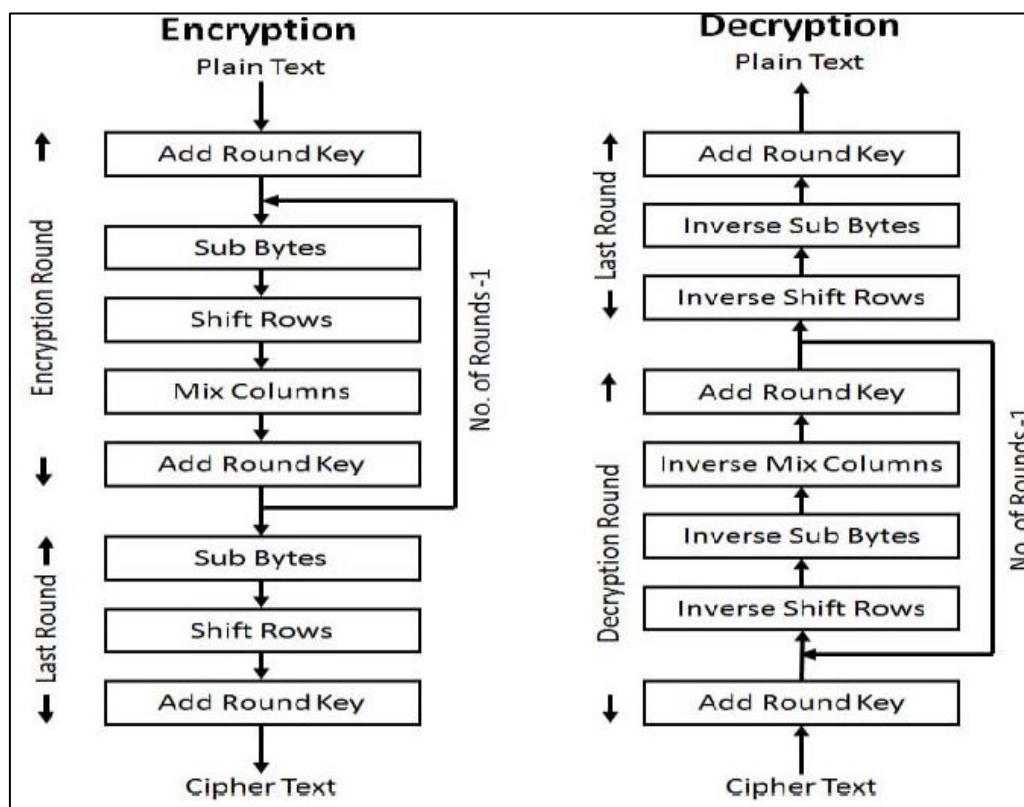 Encryption
Plain Text
Add Round Key
Sub Bytes
Shift Rows
Mix Columns
Add Round Key
Sub Bytes
Shift Rows
Add Round Key
Cipher Text
Encryption Round
Last Round
No. of Rounds -1
Decryption
Plain Text
Add Round Key
Inverse Sub Bytes
Inverse Shift Rows
Add Round Key
Inverse Mix Columns
Inverse Sub Bytes
Inverse Shift Rows
Add Round Key
Cipher Text
Last Round
Decryption Round
No. of Rounds -1